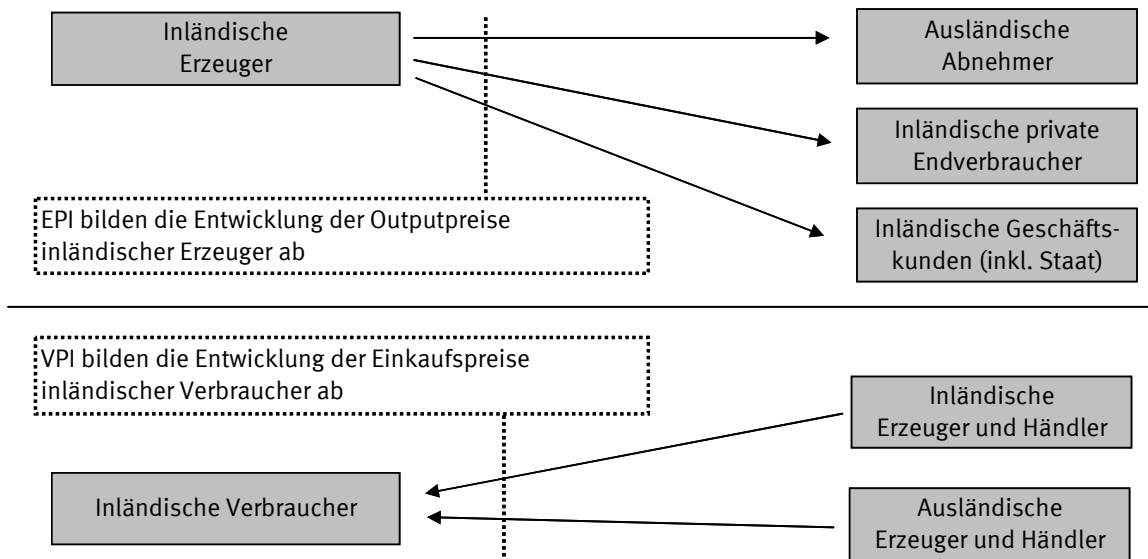 Inländische
Erzeuger
Ausländische
Abnehmer
Inländische private
Endverbraucher
EPI bilden die Entwicklung der Outputpreise
inländischer Erzeuger ab
Inländische Geschäfts-
kunden (inkl. Staat)
VPI bilden die Entwicklung der Einkaufspreise
inländischer Verbraucher ab
Inländische
Erzeuger und Händler
Inländische Verbraucher
Ausländische
Erzeuger und Händler